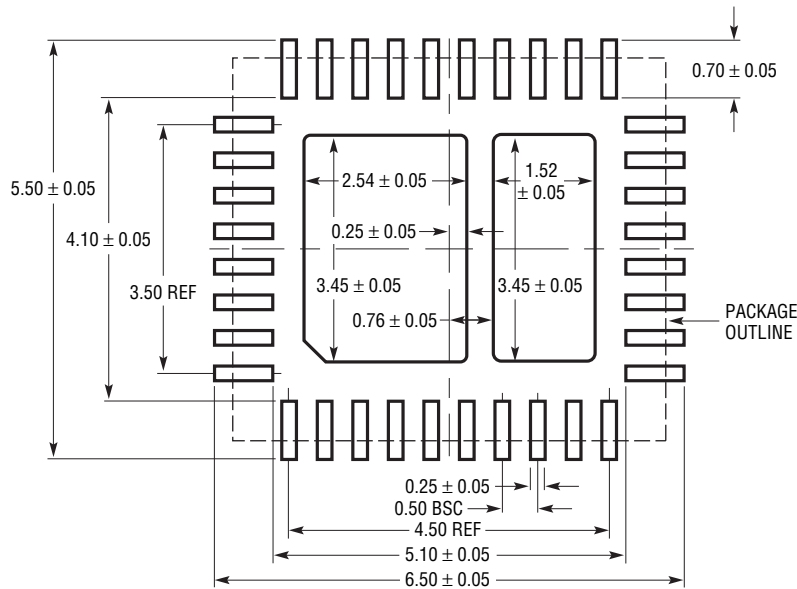 0.70 ± 0.05
2.54 ± 0.05
1.52
± 0.05
5.50 ± 0.05
0.25 ± 0.05
4.10 ± 0.05
3.50 REF
3.45 ± 0.05
3.45 ± 0.05
PACKAGE
OUTLINE
0.76 ± 0.05
0.25 ± 0.05
0.50 BSC
4.50 REF
5.10 ± 0.05
6.50 ± 0.05